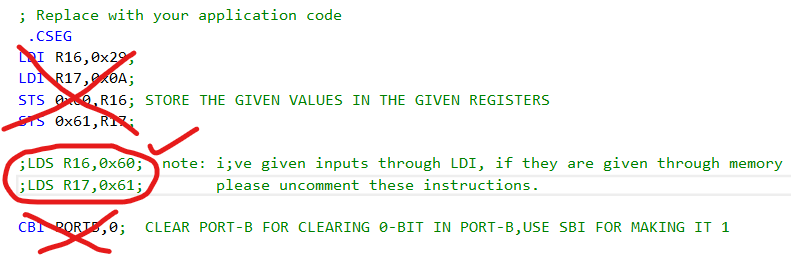 ; Replace with your application code
.CSEG
LDI R16,0x29;
LDI R17,0x0A;
STS 0x60,R16; STORE THE GIVEN VALUES IN THE GIVEN REGISTERS
STS 0x61,R17;
;LDS R16,0x60; note: i;ve given inputs through LDI, if they are given through memory
;LDS R17,0x61; please uncomment these instructions.
CBI PORTB,0; CLEAR PORT-B FOR CLEARING 0-BIT IN PORT-B,USE SBI FOR MAKING IT 1